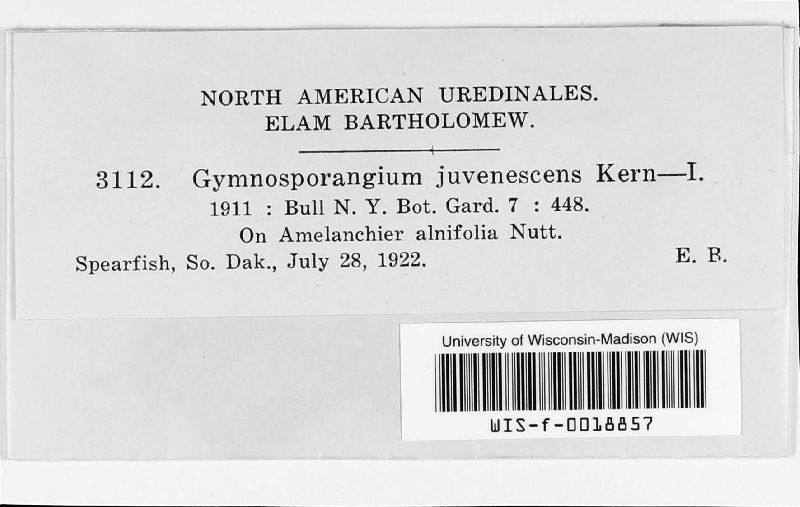 NORTH AMERICAN UREDINALES.
ELAM BARTHOLOMEW.
3112. Gymnosporangium juvenescens Kern—I.
1911 : Bull N. Y. Bot. Gard. 7 : 448.
On Amelanchier alnifolia Nutt.
Spearfish, So. Dak., July 28, 1922. E. B.
University of Wisconsin-Madison (WIS)
WIS-f-0018857